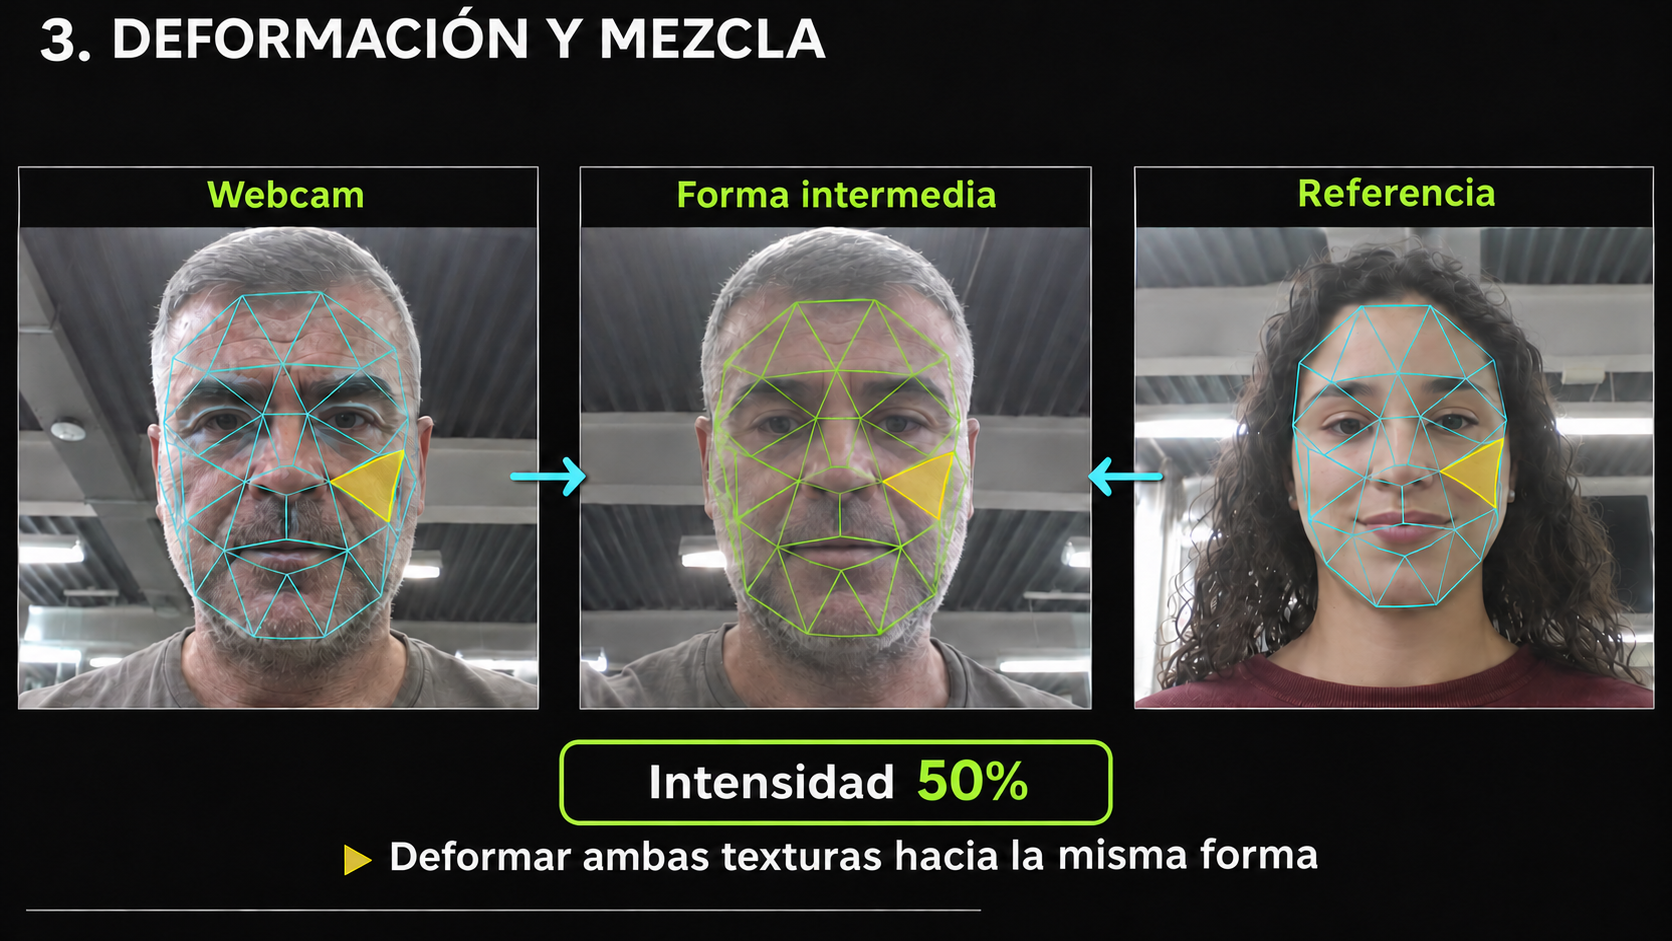 3. DEFORMACIÓN Y MEZCLA
Webcam
Forma intermedia
Referencia
Intensidad 50%
Deformar ambas texturas hacia la misma forma